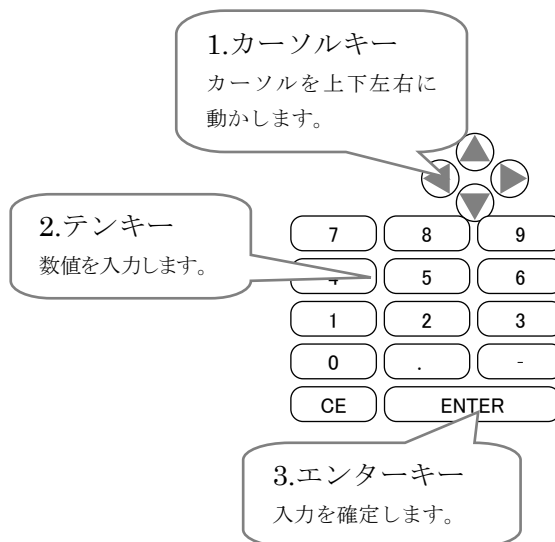 1.カーソルキー
カーソルを上下左右に
動かします。
2.テンキー
数値を入力します。
7 8 9
4 5 6
1 2 3
0 . -
CE ENTER
3.エンターキー
入力を確定します。